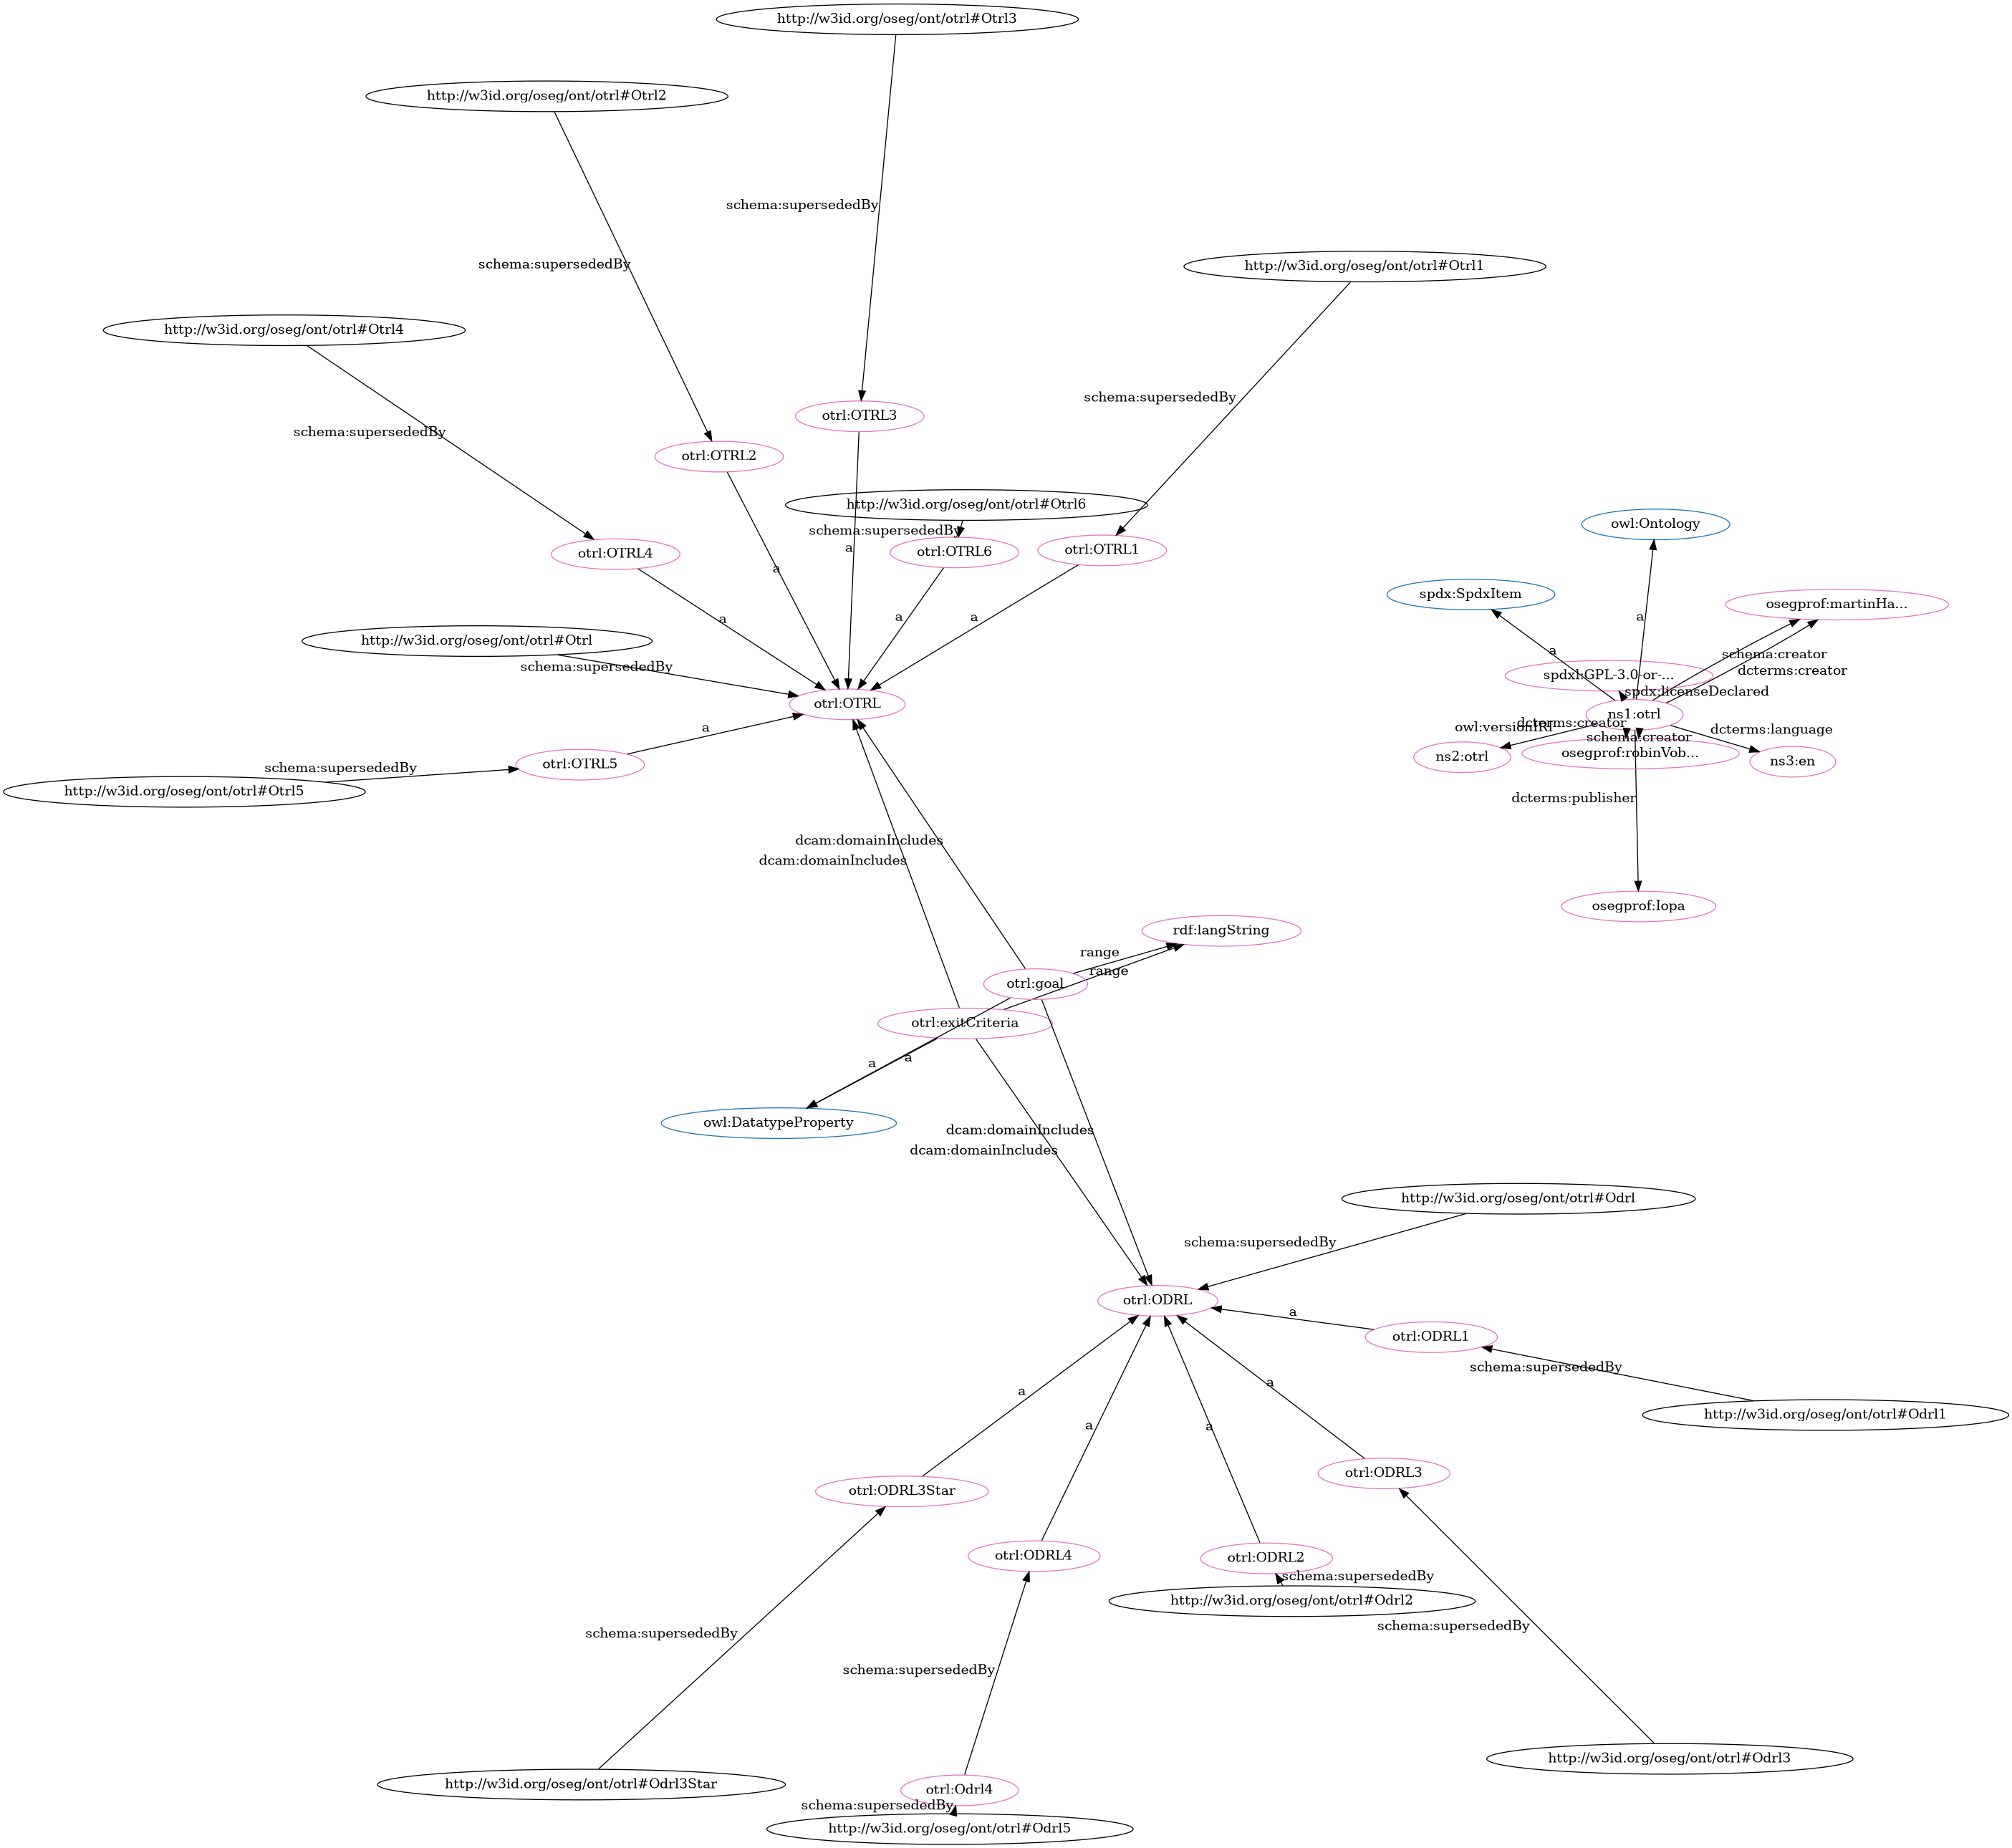 http://w3id.org/oseg/ont/otrl#Otrl3
http://w3id.org/oseg/ont/otrl#Otrl2
schema:supersededBy
schema:supersededBy
http://w3id.org/oseg/ont/otrl#Otrl1
http://w3id.org/oseg/ont/otrl#Otrl4
schema:supersededBy
schema:supersededBy
otrl:OTRL3
otrl:OTRL2
http://w3id.org/oseg/ont/otrl#Otrl6
schema:supersededBy
a
otrl:OTRL4
otrl:OTRL6
otrl:OTRL1
a
a
a
a
http://w3id.org/oseg/ont/otrl#Otrl
schema:supersededBy
otrl:OTRL
a
otrl:OTRL5
schema:supersededBy
http://w3id.org/oseg/ont/otrl#Otrl5
owl:Ontology
spdx:SpdxItem
osegprof:martinHa...
a
a
schema:creator
dcterms:creator
spdxl:GPL-3.0-or-...
spdx:licenseDeclared
ns1:otrl
dcterms:creator
owl:versionIRI
dcterms:language
schema:creator
ns2:otrl
osegprof:robinVob...
ns3:en
dcterms:publisher
osegprof:Iopa
dcam:domainIncludes
dcam:domainIncludes
rdf:langString
range
range
otrl:goal
otrl:exitCriteria
a
a
owl:DatatypeProperty
dcam:domainIncludes
dcam:domainIncludes
http://w3id.org/oseg/ont/otrl#Odrl
schema:supersededBy
otrl:ODRL
a
otrl:ODRL1
schema:supersededBy
http://w3id.org/oseg/ont/otrl#Odrl1
a
a
a
a
otrl:ODRL3
otrl:ODRL3Star
otrl:ODRL4
otrl:ODRL2
schema:supersededBy
http://w3id.org/oseg/ont/otrl#Odrl2
schema:supersededBy
schema:supersededBy
schema:supersededBy
http://w3id.org/oseg/ont/otrl#Odrl3
http://w3id.org/oseg/ont/otrl#Odrl3Star
otrl:Odrl4
schema:supersededBy
http://w3id.org/oseg/ont/otrl#Odrl5